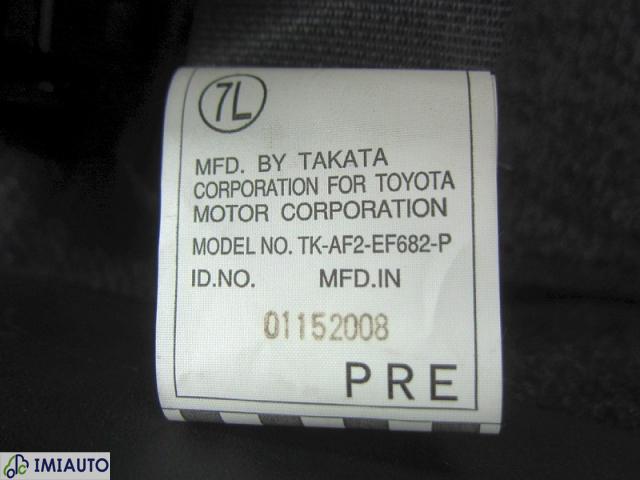 7L
MFD. BY TAKATA
CORPORATION FOR TOYOTA
MOTOR CORPORATION
MODEL NO. TK-AF2-EF682-P
ID.NO. MFD.IN
01152008
PRE
IMIAUTO